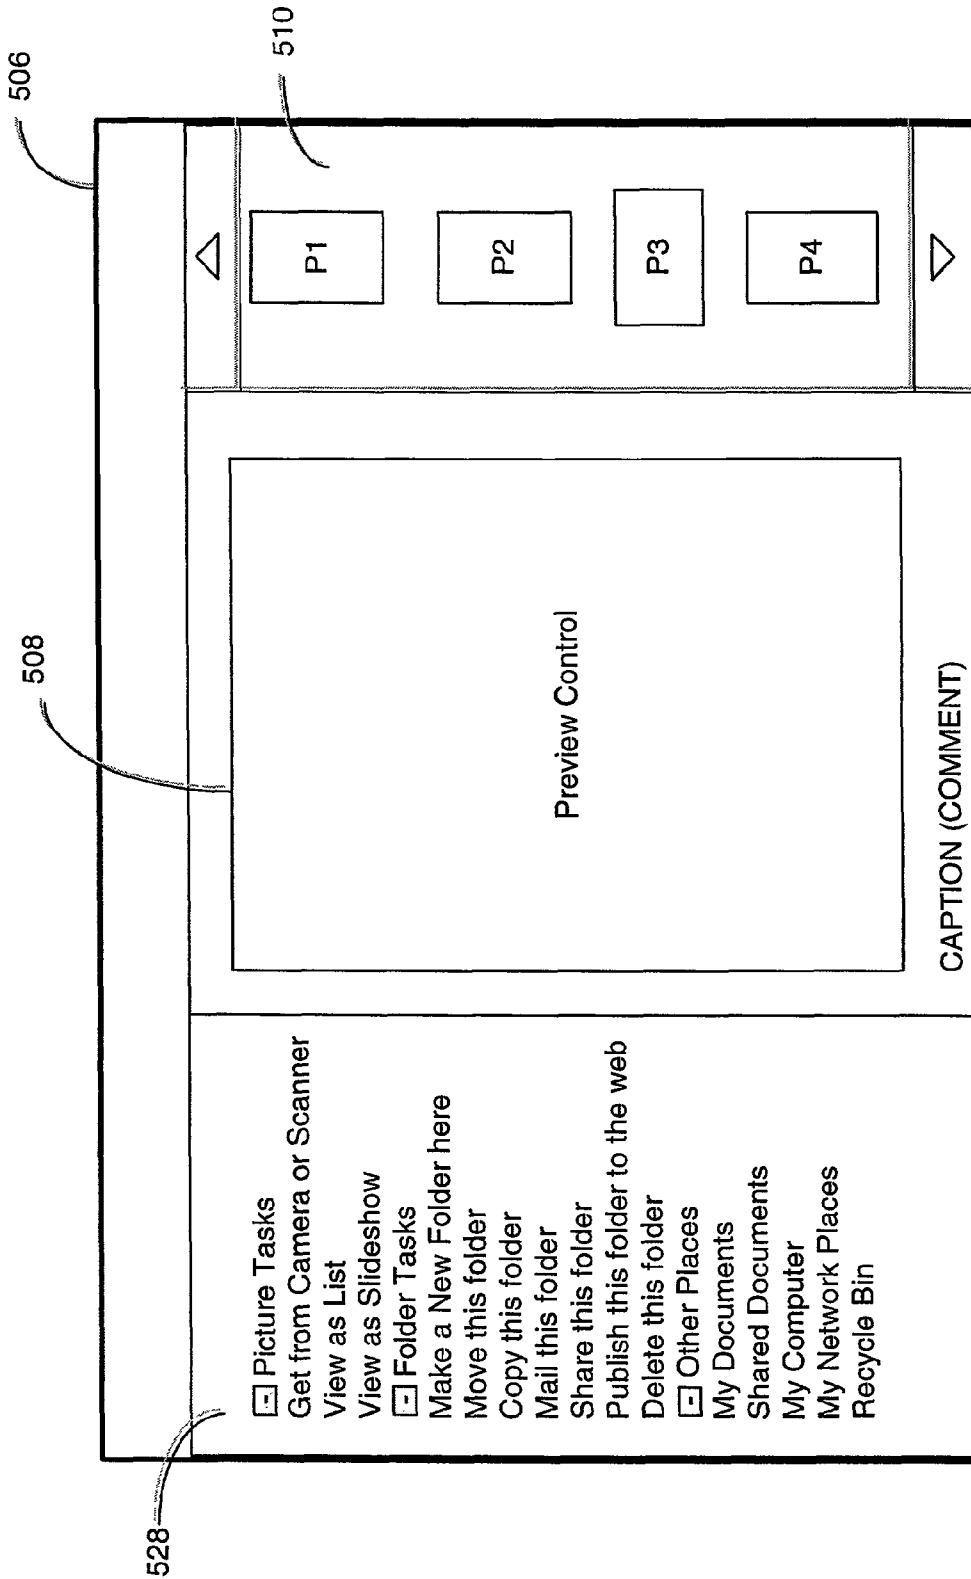 506
508
510
528
⊟ Picture Tasks
Get from Camera or Scanner
View as List
View as Slideshow
⊟ Folder Tasks
Make a New Folder here
Move this folder
Copy this folder
Mail this folder
Share this folder
Publish this folder to the web
Delete this folder
⊟ Other Places
My Documents
Shared Documents
My Computer
My Network Places
Recycle Bin
Preview Control
CAPTION (COMMENT)
P1
P2
P3
P4